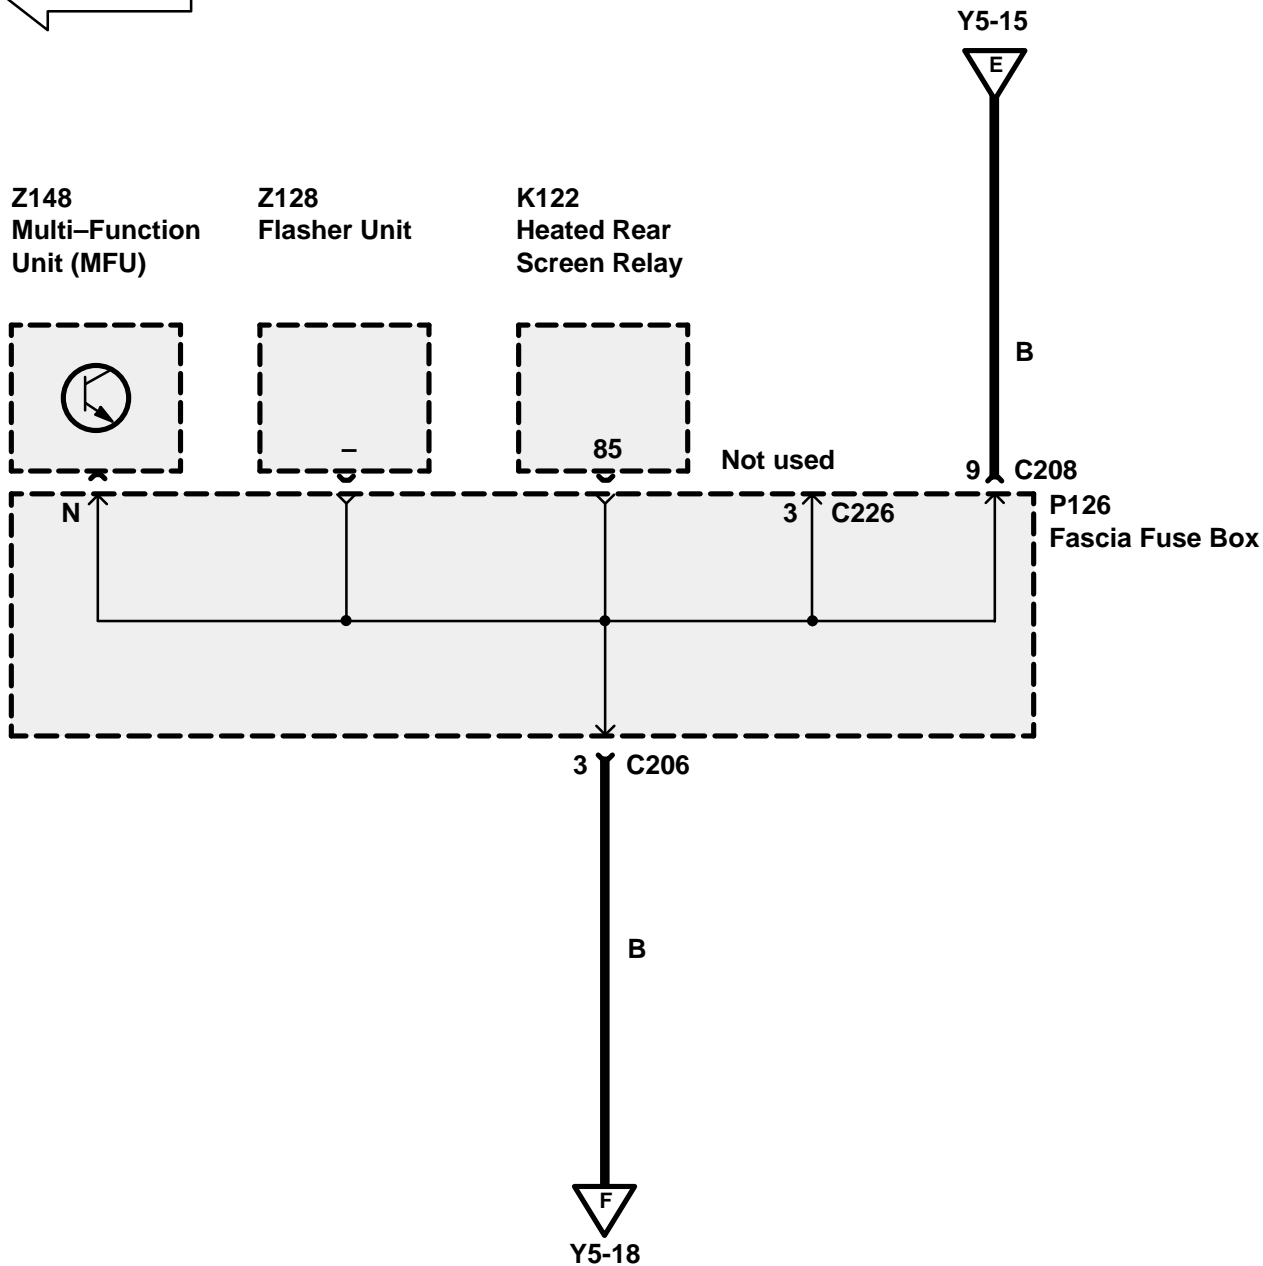 Y5-15
E
Z148
Multi–Function
Unit (MFU)
Z128
Flasher Unit
K122
Heated Rear
Screen Relay
B
–
85
Not used
9 C208
N
3 C226
P126
Fascia Fuse Box
3 C206
B
F
Y5-18